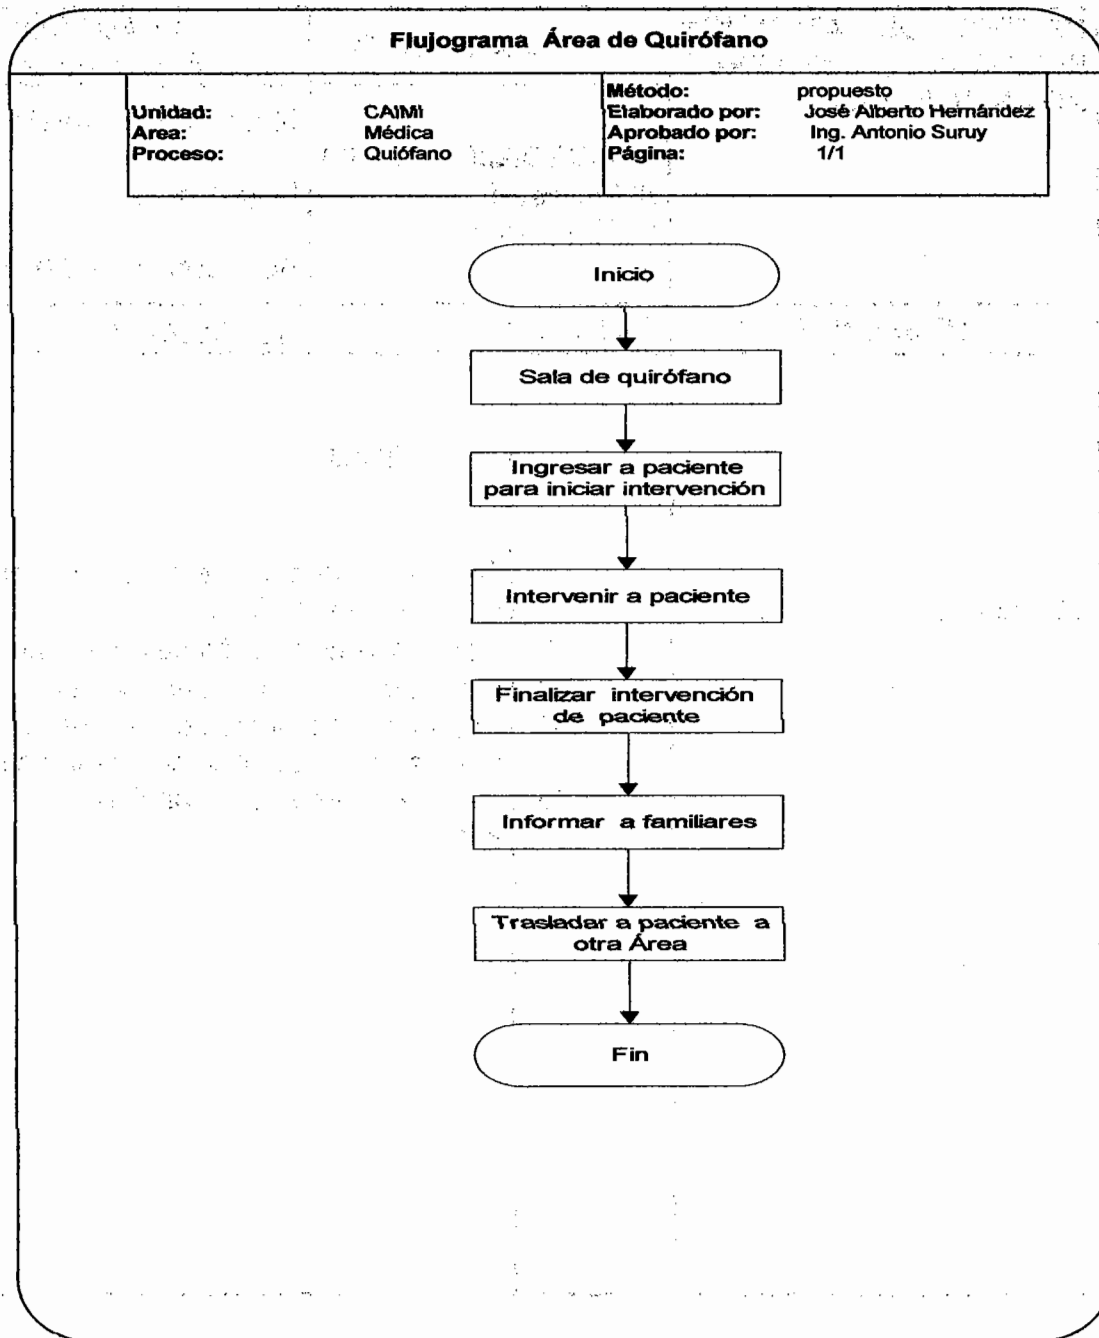 Flujograma Área de Quirófano
Unidad: CAIMI
Area: Médica
Proceso: Quiófano
Método: propuesto
Elaborado por: José Alberto Hernández
Aprobado por: Ing. Antonio Suruy
Página: 1/1
Inicio
Sala de quirófano
Ingresar a paciente
para iniciar intervención
Intervenir a paciente
Finalizar intervención
de paciente
Informar a familiares
Trasladar a paciente a
otra Área
Fin